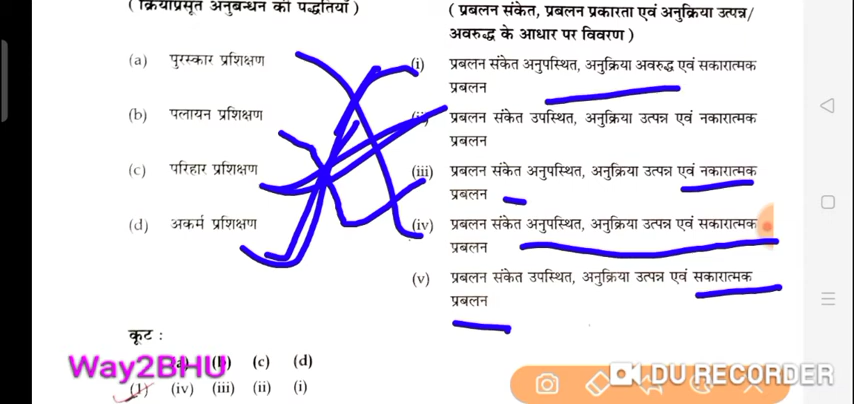 ( क्रियाप्रसूत अनुबन्धन की पद्धतियाँ )
( प्रबलन संकेत, प्रबलन प्रकारता एवं अनुक्रिया उत्पन्न/
अवरुद्ध के आधार पर विवरण )
(a) पुरस्कार प्रशिक्षण
(i) प्रबलन संकेत अनुपस्थित, अनुक्रिया अवरुद्ध एवं सकारात्मक
प्रबलन
(b) पलायन प्रशिक्षण
(ii) प्रबलन संकेत उपस्थित, अनुक्रिया उत्पन्न एवं नकारात्मक
प्रबलन
(c) परिहार प्रशिक्षण
(iii) प्रबलन संकेत अनुपस्थित, अनुक्रिया उत्पन्न एवं नकारात्मक
प्रबलन
(d) अकर्म प्रशिक्षण
(iv) प्रबलन संकेत अनुपस्थित, अनुक्रिया उत्पन्न एवं सकारात्मक
प्रबलन
(v) प्रबलन संकेत उपस्थित, अनुक्रिया उत्पन्न एवं सकारात्मक
प्रबलन
कूट :
(a) (b) (c) (d)
Way2BHU
(1) (iv) (iii) (ii) (i)
DU RECORDER